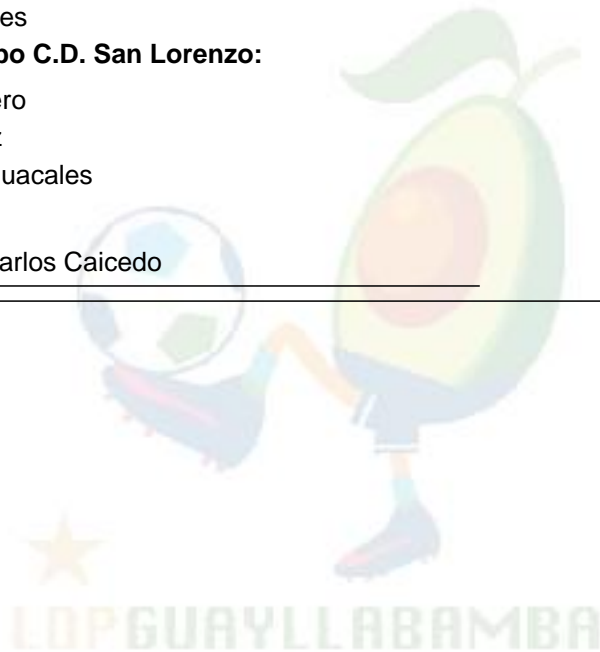 es
po C.D. San Lorenzo:
ero
z
uacales
arlos Caicedo
LDPGUAYLLABAMBA